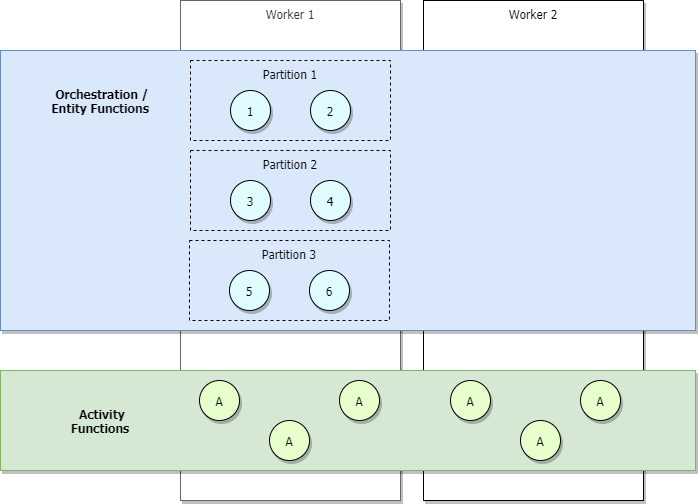 Worker 1
Worker 2
Orchestration /
Entity Functions
Partition 1
1
2
Partition 2
3
4
Partition 3
5
6
Activity
Functions
A
A
A
A
A
A